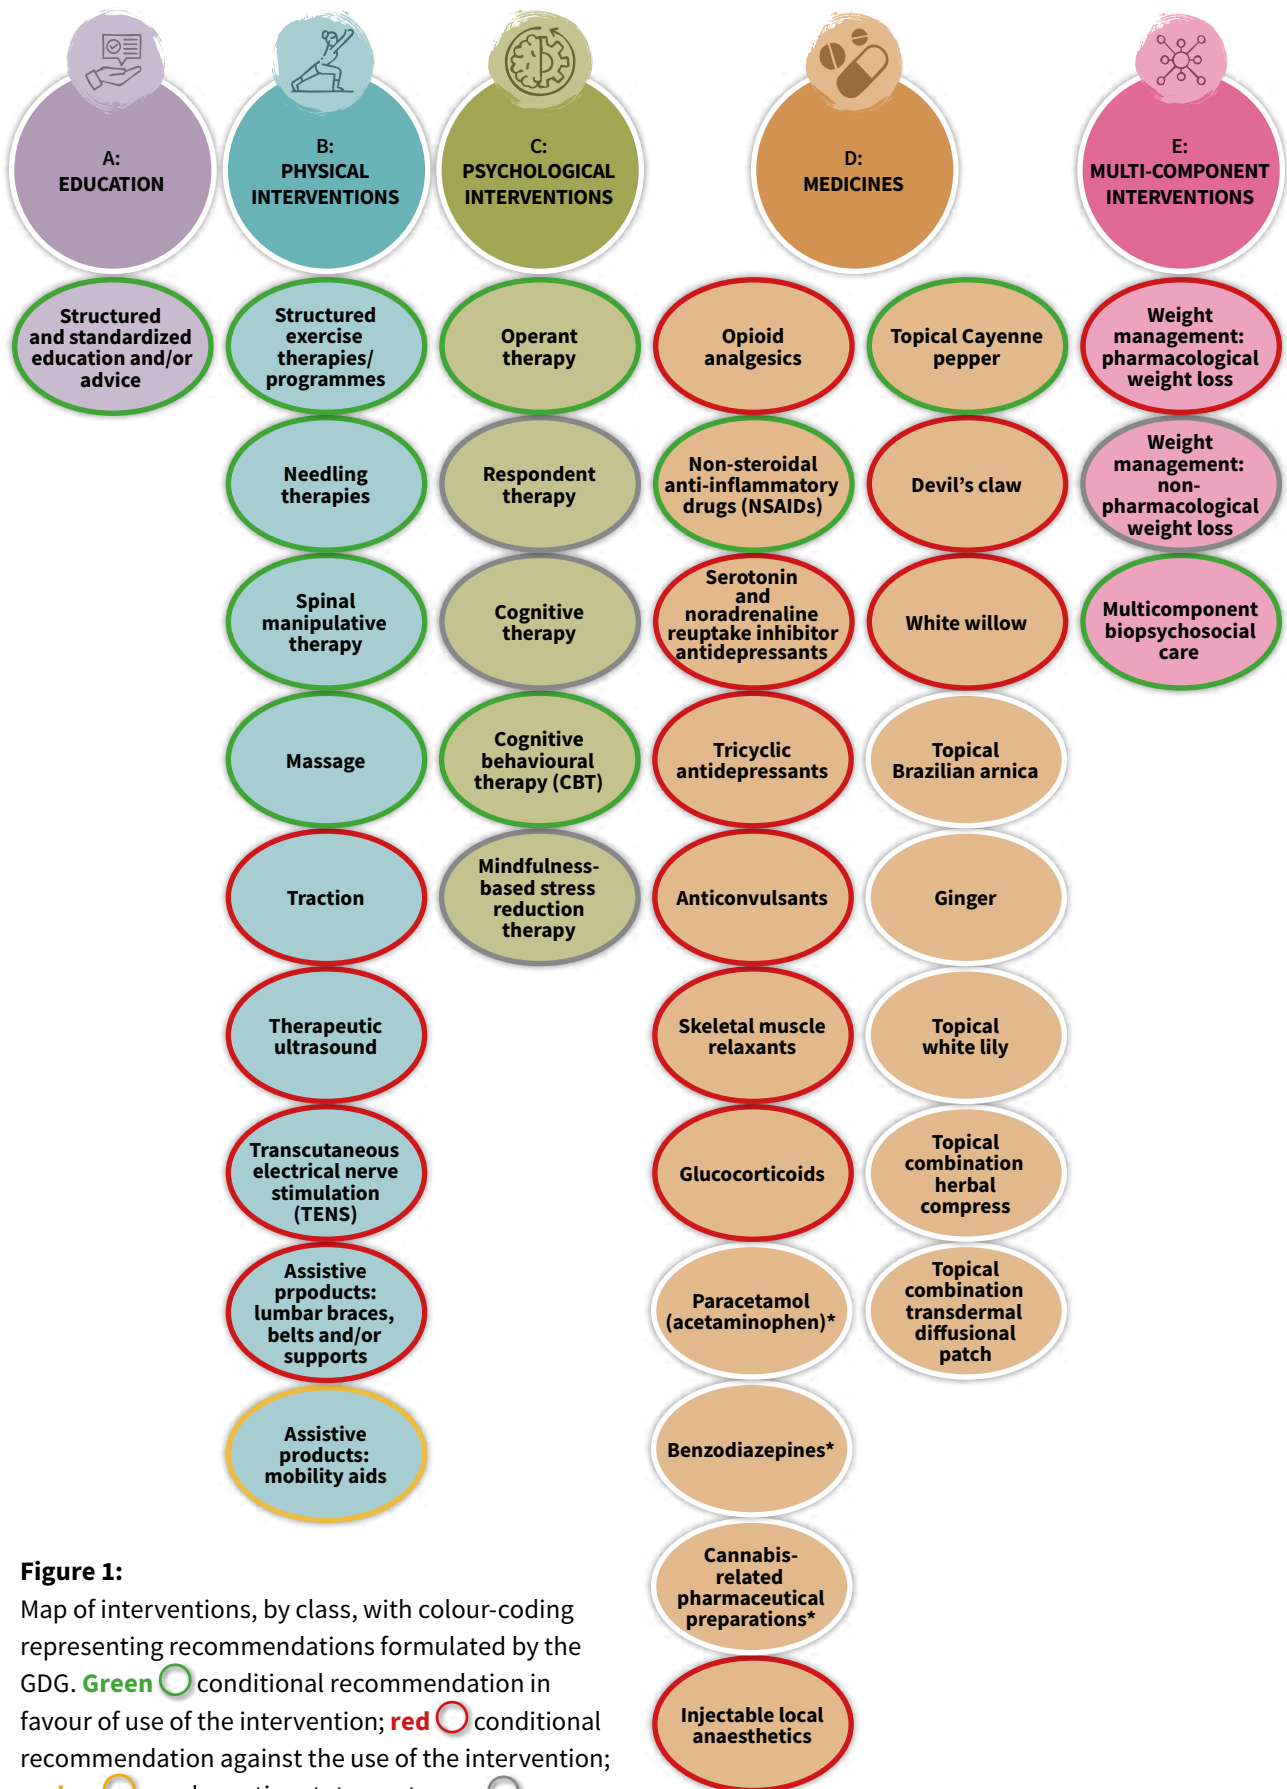 A:
EDUCATION
B:
PHYSICAL
INTERVENTIONS
C:
PSYCHOLOGICAL
INTERVENTIONS
D:
MEDICINES
E:
MULTI-COMPONENT
INTERVENTIONS
Structured
and standardized
education and/or
advice
Structured
exercise
therapies/
programmes
Needling
therapies
Spinal
manipulative
therapy
Massage
Traction
Therapeutic
ultrasound
Transcutaneous
electrical nerve
stimulation
(TENS)
Assistive
prpoducts:
lumbar braces,
belts and/or
supports
Assistive
products:
mobility aids
Operant
therapy
Respondent
therapy
Cognitive
therapy
Cognitive
behavioural
therapy (CBT)
Mindfulness-
based stress
reduction
therapy
Opioid
analgesics
Non-steroidal
anti-inflammatory
drugs (NSAIDs)
Serotonin
and
noradrenaline
reuptake inhibitor
antidepressants
Tricyclic
antidepressants
Anticonvulsants
Skeletal muscle
relaxants
Glucocorticoids
Paracetamol
(acetaminophen)*
Benzodiazepines*
Cannabis-
related
pharmaceutical
preparations*
Injectable local
anaesthetics
Topical Cayenne
pepper
Devil’s claw
White willow
Topical
Brazilian arnica
Ginger
Topical
white lily
Topical
combination
herbal
compress
Topical
combination
transdermal
diffusional
patch
Weight
management:
pharmacological
weight loss
Weight
management:
non-
pharmacological
weight loss
Multicomponent
biopsychosocial
care
Figure 1:
Map of interventions, by class, with colour-coding
representing recommendations formulated by the
GDG. Green conditional recommendation in
favour of use of the intervention; red conditional
recommendation against the use of the intervention;